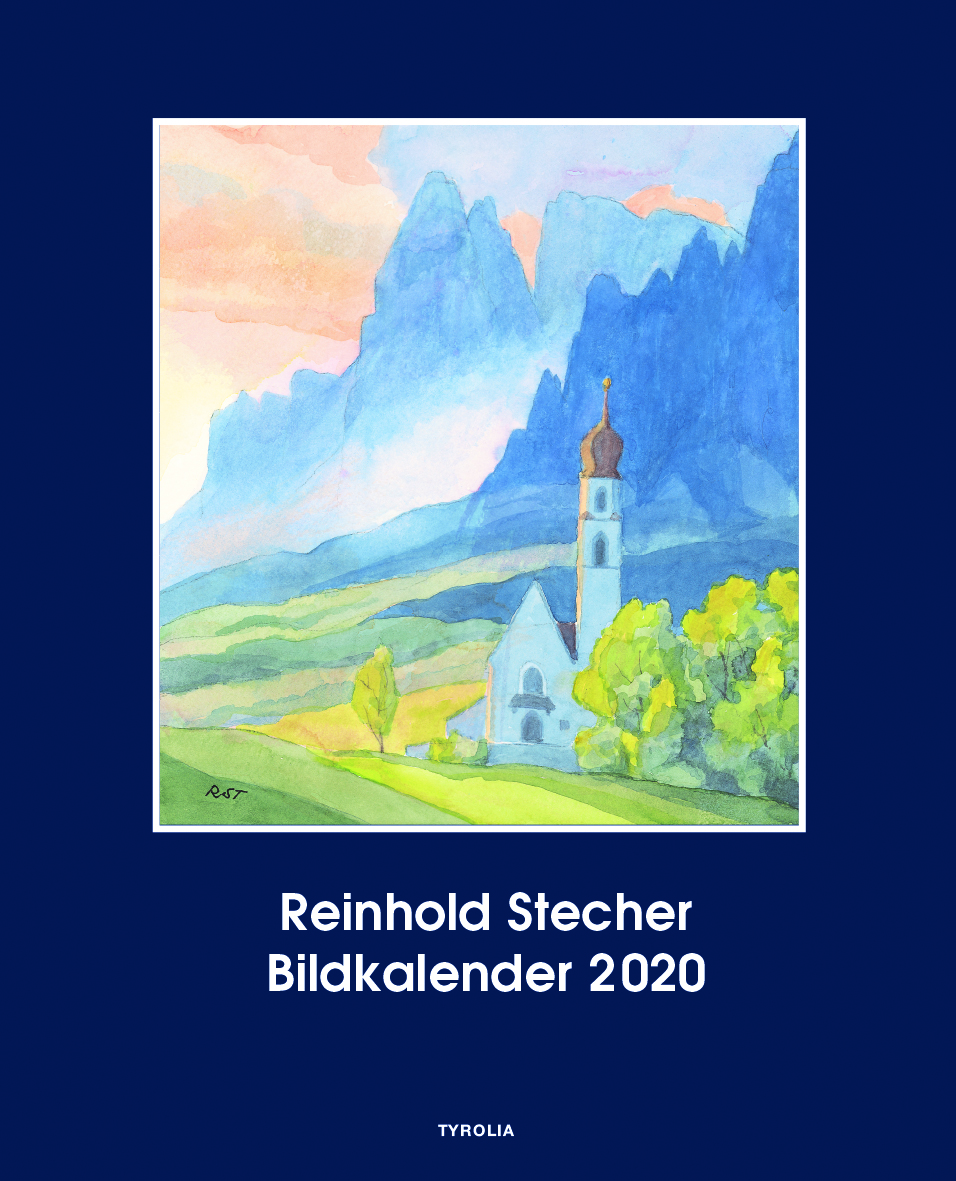 RST
Reinhold Stecher
Bildkalender 2020
TYROLIA